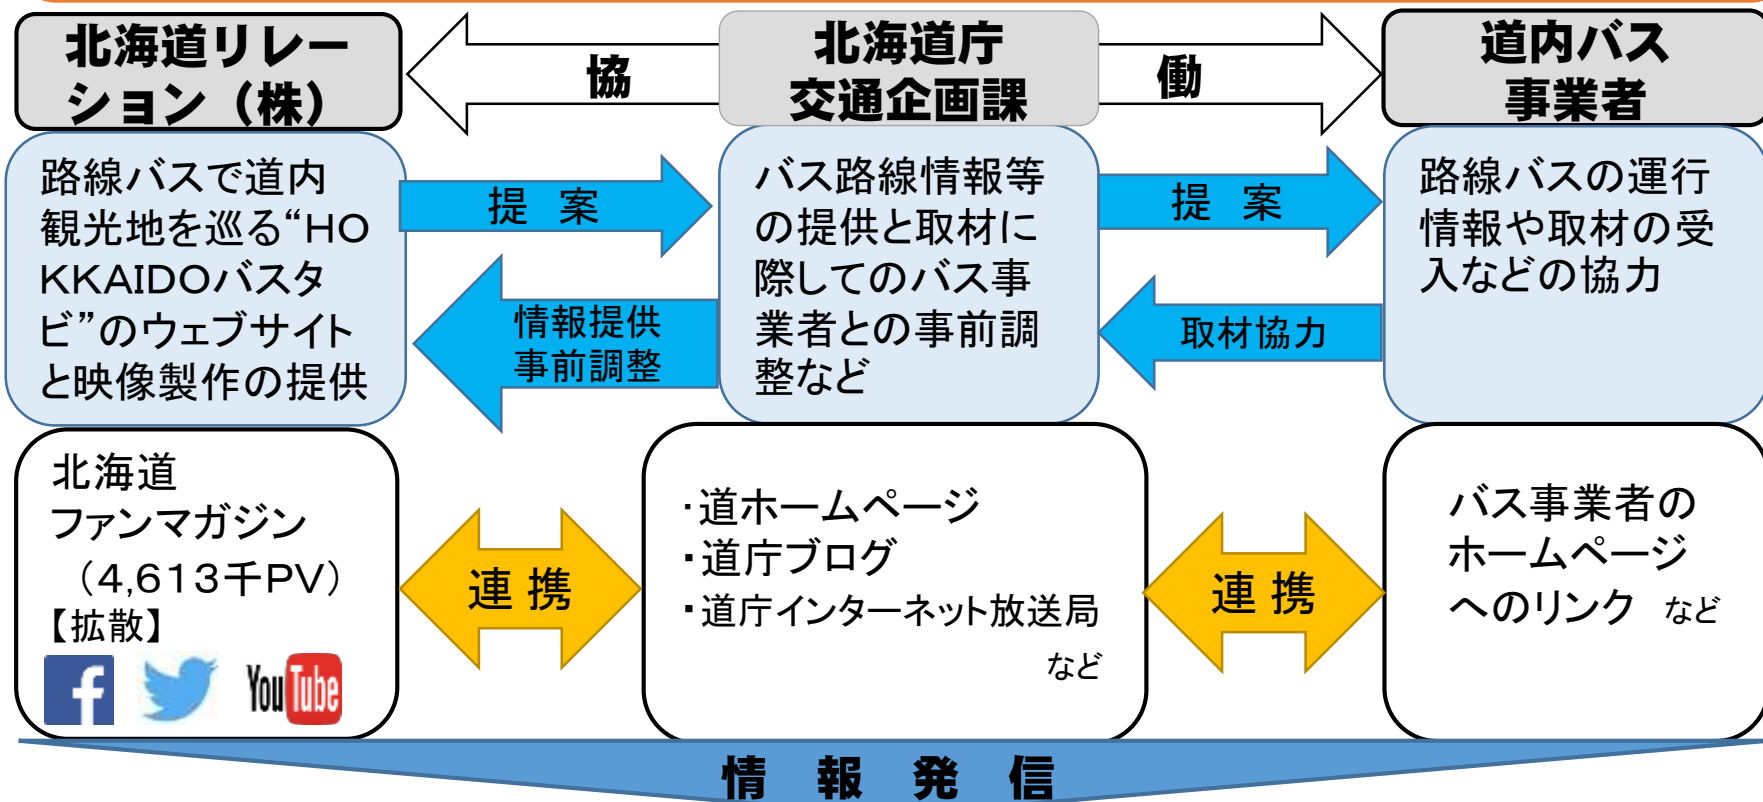 北海道リレー
ション（株）
協
北海道庁
交通企画課
働
道内バス
事業者
路線バスで道内
観光地を巡る“HO
KKAIDOバスタ
ビ”のウェブサイト
と映像製作の提供
提　案
情報提供
事前調整
バス路線情報等
の提供と取材に
際してのバス事
業者との事前調
整など
提　案
取材協力
路線バスの運行
情報や取材の受
入などの協力
北海道
ファンマガジン
（4,613千PV）
【拡散】
f
You Tube
連 携
・道ホームページ
・道庁ブログ
・道庁インターネット放送局
など
連 携
バス事業者の
ホームページ
へのリンク　など
情　報　発　信